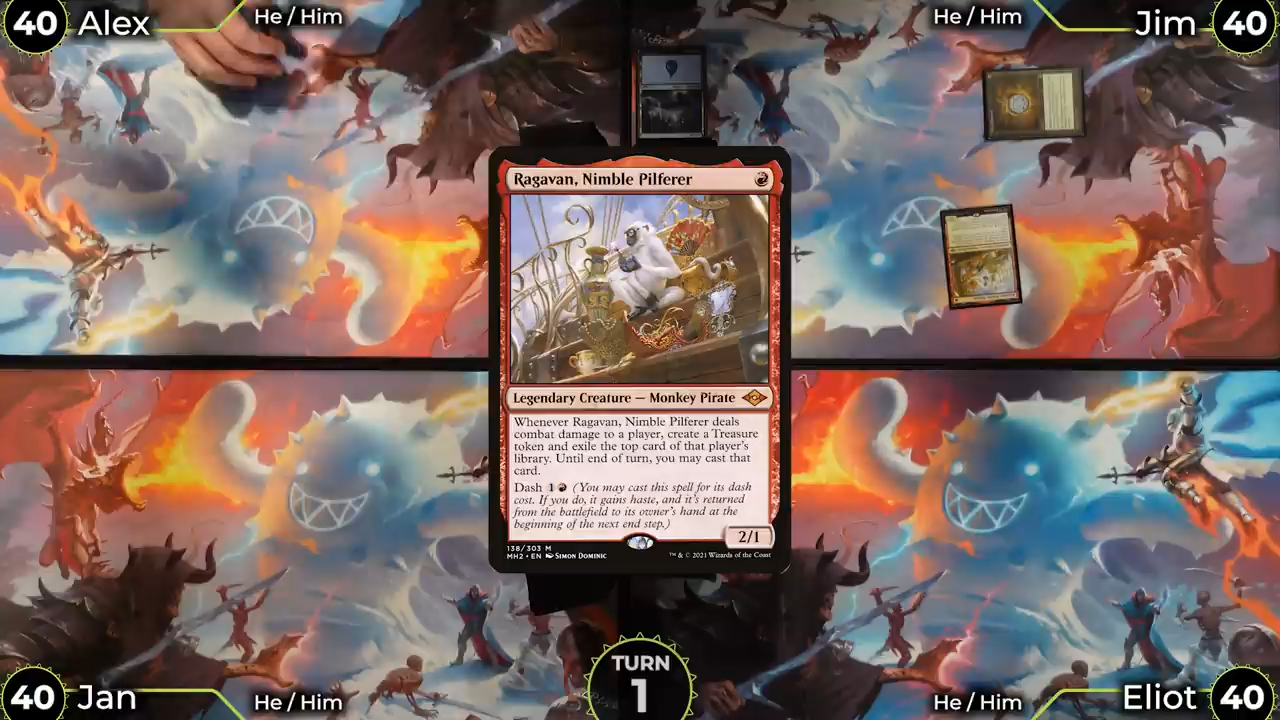 40 Alex He / Him
He / Him Jim 40
Ragavan, Nimble Pilferer
Legendary Creature — Monkey Pirate
Whenever Ragavan, Nimble Pilferer deals
combat damage to a player, create a Treasure
token and exile the top card of that player's
library. Until end of turn, you may cast that
card.
Dash 1 (You may cast this spell for its dash
cost. If you do, it gains haste, and it's returned
from the battlefield to its owner's hand at the
beginning of the next end step.)
2/1
138/303 M
MH2 • EN Simon Dominic
™ & © 2021 Wizards of the Coast
TURN
1
40 Jan He / Him
He / Him Eliot 40